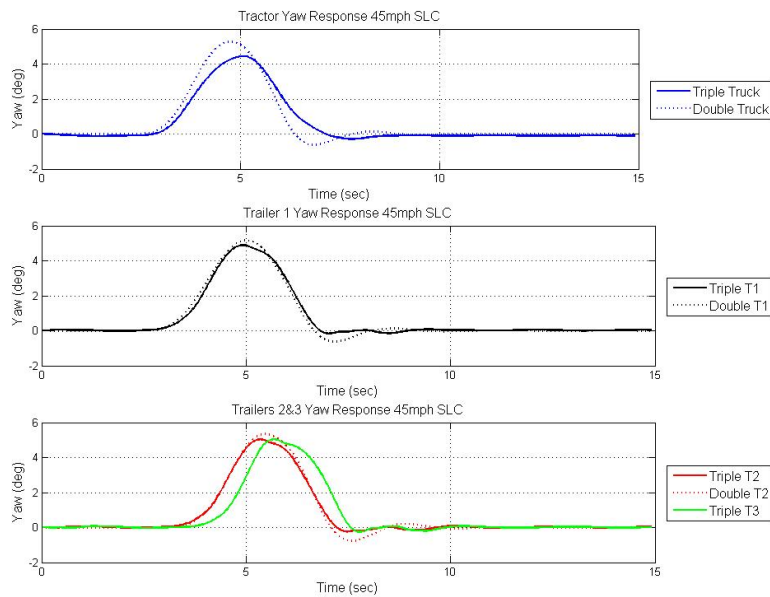 Tractor Yaw Response 45mph SLC
6
4
2
0
-2
Yaw (deg)
0
5
10
15
Time (sec)
Triple Truck
Double Truck
Trailer 1 Yaw Response 45mph SLC
6
4
2
0
-2
Yaw (deg)
0
5
10
15
Time (sec)
Triple T1
Double T1
Trailers 2&3 Yaw Response 45mph SLC
6
4
2
0
-2
Yaw (deg)
0
5
10
15
Time (sec)
Triple T2
Double T2
Triple T3